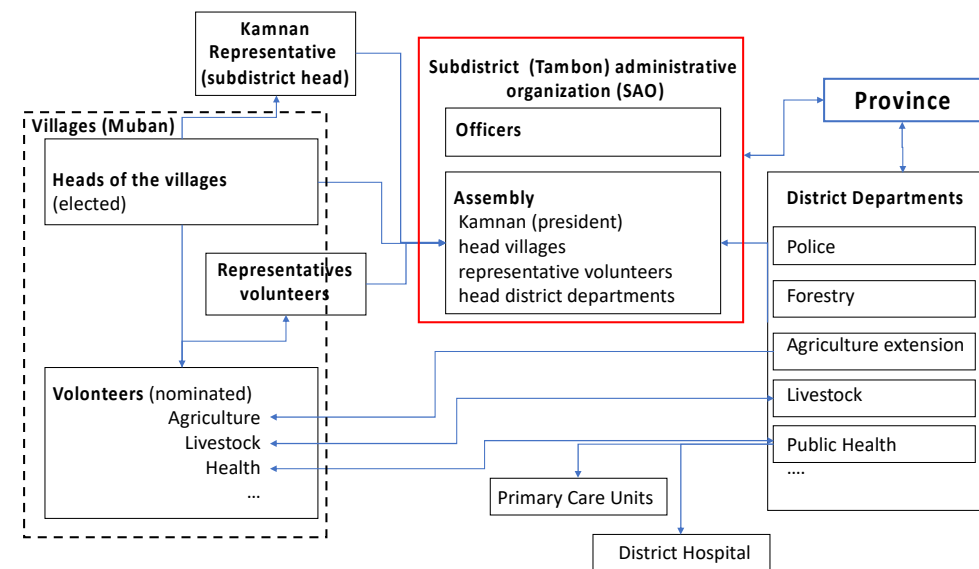 Kamnan
Representative
(subdistrict head)
Villages (Muban)
Heads of the villages
(elected)
Representatives
volunteers
Volonteers (nominated)
Agriculture
Livestock
Health
...
Subdistrict (Tambon) administrative
organization (SAO)
Officers
Assembly
Kamnan (president)
head villages
representative volunteers
head district departments
Province
District Departments
Police
Forestry
Agriculture extension
Livestock
Public Health
....
Primary Care Units
District Hospital